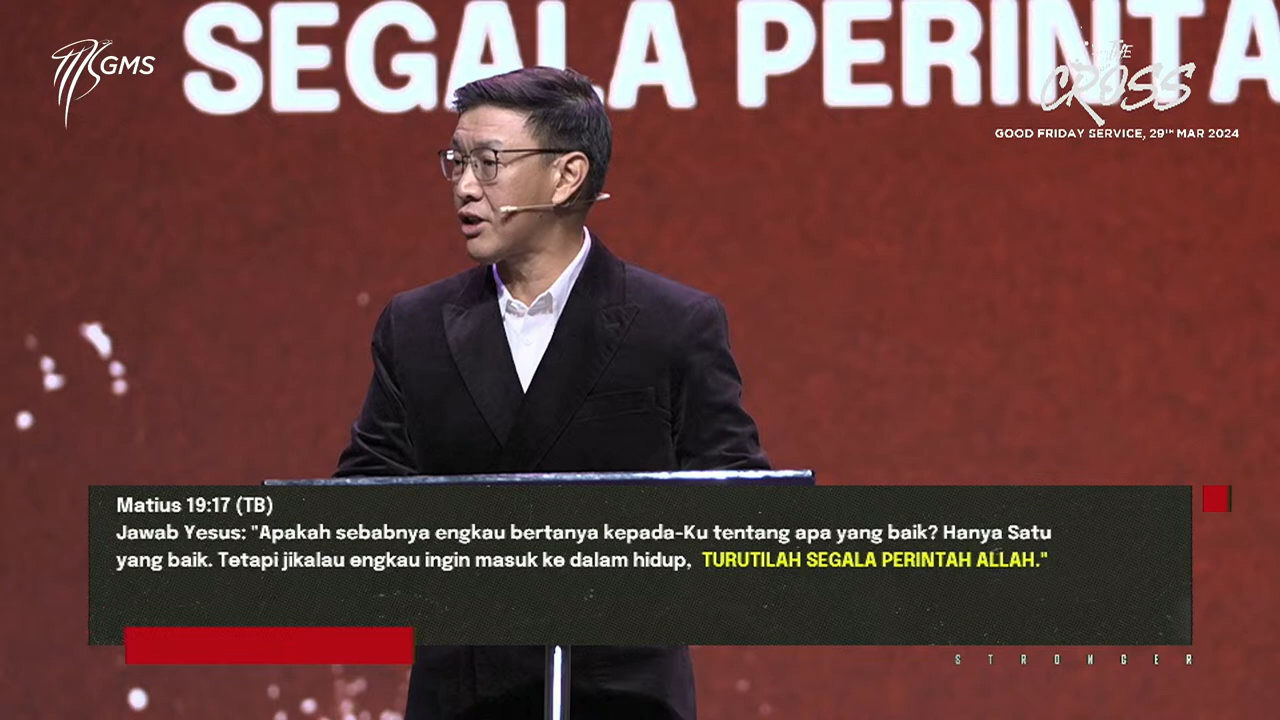 SEGALA PERINTA
GMS
THE
CROSS
GOOD FRIDAY SERVICE, 29TH MAR 2024
Matius 19:17 (TB)
Jawab Yesus: "Apakah sebabnya engkau bertanya kepada-Ku tentang apa yang baik? Hanya Satu
yang baik. Tetapi jikalau engkau ingin masuk ke dalam hidup, TURUTILAH SEGALA PERINTAH ALLAH."
STRONGER